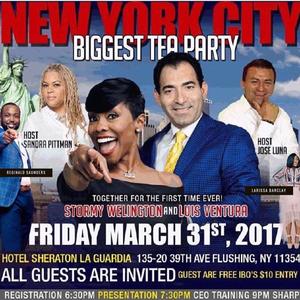 NEW YORK CITY
BIGGEST TEA PARTY
HOST
SANDRA PITTMAN
HOST
JOSE LUNA
REGINALD SAUNDERS
LARISSA BARCLAY
TOGETHER FOR THE FIRST TIME EVER!
STORMY WELINGTON AND LUIS VENTURA
FRIDAY MARCH 31ST, 2017
HOTEL SHERATON LA GUARDIA 135-20 39TH AVE FLUSHING, NY 11354
ALL GUESTS ARE INVITED GUEST ARE FREE IBO'S $10 ENTRY
REGISTRATION 6:30PM PRESENTATION 7:30PM CEO TRAINING 9PM SHARP